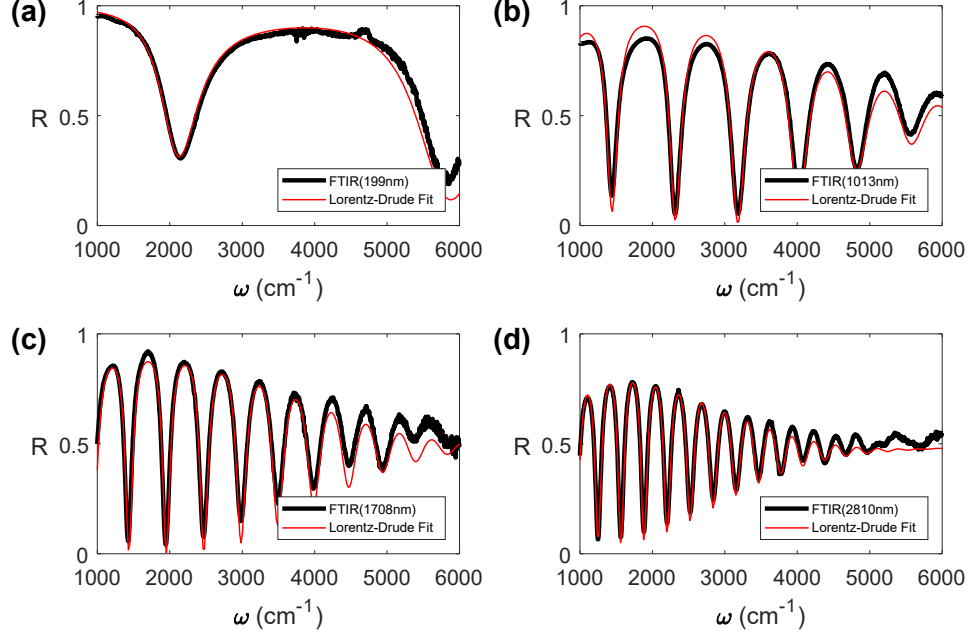 (a)
1
R 0.5
0
FTIR(199nm)
Lorentz-Drude Fit
1000 2000 3000 4000 5000 6000
ω (cm⁻¹)
(b)
1
R 0.5
0
FTIR(1013nm)
Lorentz-Drude Fit
1000 2000 3000 4000 5000 6000
ω (cm⁻¹)
(c)
1
R 0.5
0
FTIR(1708nm)
Lorentz-Drude Fit
1000 2000 3000 4000 5000 6000
ω (cm⁻¹)
(d)
1
R 0.5
0
FTIR(2810nm)
Lorentz-Drude Fit
1000 2000 3000 4000 5000 6000
ω (cm⁻¹)